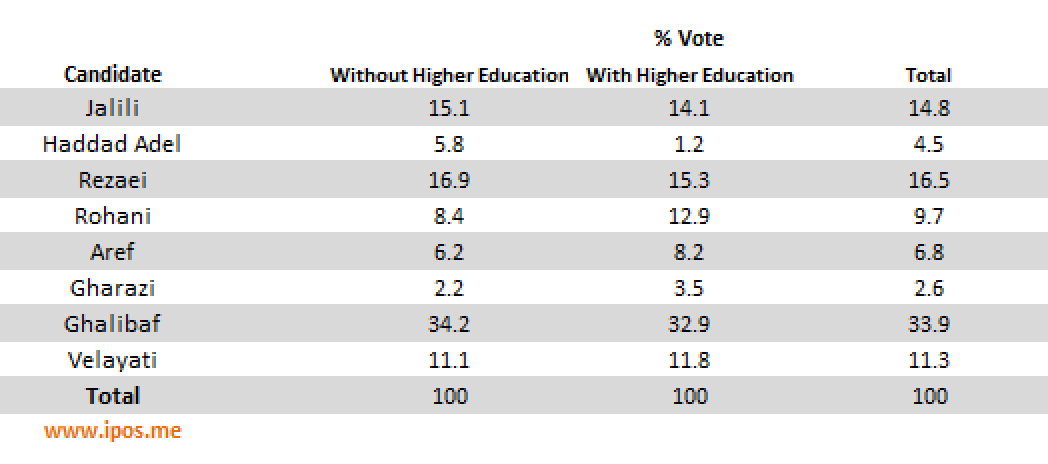 % Vote
Candidate Without Higher Education With Higher Education Total
Jalili 15.1 14.1 14.8
Haddad Adel 5.8 1.2 4.5
Rezaei 16.9 15.3 16.5
Rohani 8.4 12.9 9.7
Aref 6.2 8.2 6.8
Gharazi 2.2 3.5 2.6
Ghalibaf 34.2 32.9 33.9
Velayati 11.1 11.8 11.3
Total 100 100 100
www.ipos.me